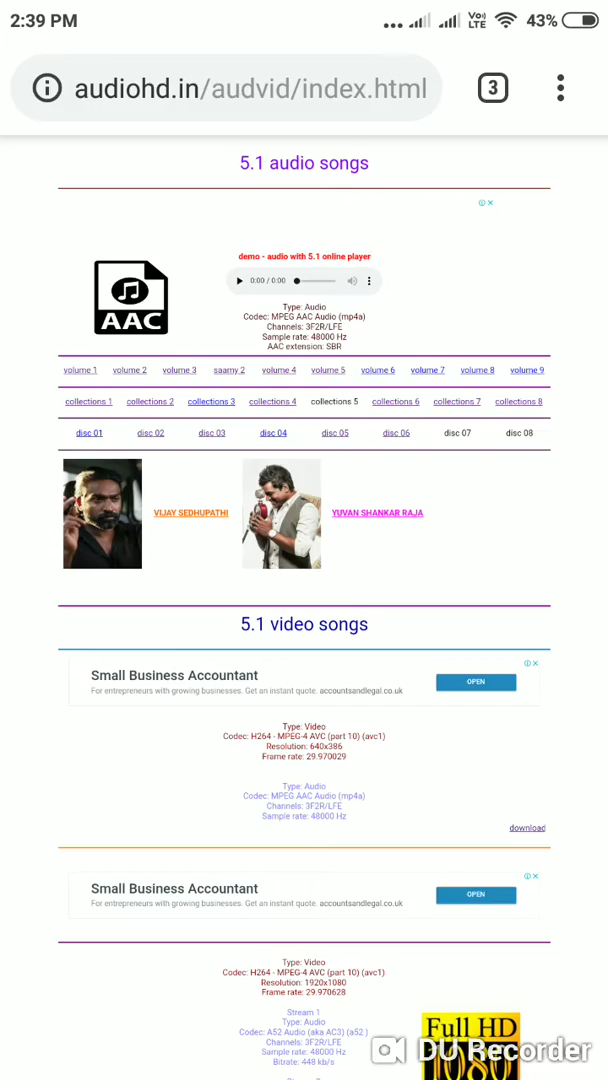 2:39 PM
Vo) LTE
43%
audiohd.in/audvid/index.html
3
5.1 audio songs
demo - audio with 5.1 online player
0:00 / 0:00
AAC
Type: Audio
Codec: MPEG AAC Audio (mp4a)
Channels: 3F2R/LFE
Sample rate: 48000 Hz
AAC extension: SBR
volume 1 volume 2 volume 3 saamy 2 volume 4 volume 5 volume 6 volume 7 volume 8 volume 9
collections 1 collections 2 collections 3 collections 4 collections 5 collections 6 collections 7 collections 8
disc 01 disc 02 disc 03 disc 04 disc 05 disc 06 disc 07 disc 08
VIJAY SEDHUPATHI YUVAN SHANKAR RAJA
5.1 video songs
Small Business Accountant
For entrepreneurs with growing businesses. Get an instant quote. accountsandlegal.co.uk
OPEN
Type: Video
Codec: H264 - MPEG-4 AVC (part 10) (avc1)
Resolution: 640x386
Frame rate: 29.970029
Type: Audio
Codec: MPEG AAC Audio (mp4a)
Channels: 3F2R/LFE
Sample rate: 48000 Hz
download
Small Business Accountant
For entrepreneurs with growing businesses. Get an instant quote. accountsandlegal.co.uk
OPEN
Type: Video
Codec: H264 - MPEG-4 AVC (part 10) (avc1)
Resolution: 1920x1080
Frame rate: 29.970628
Stream 1
Type: Audio
Codec: A52 Audio (aka AC3) (a52 )
Channels: 3F2R/LFE
Sample rate: 48000 Hz
Bitrate: 448 kb/s
Full HD
1080
DU Recorder